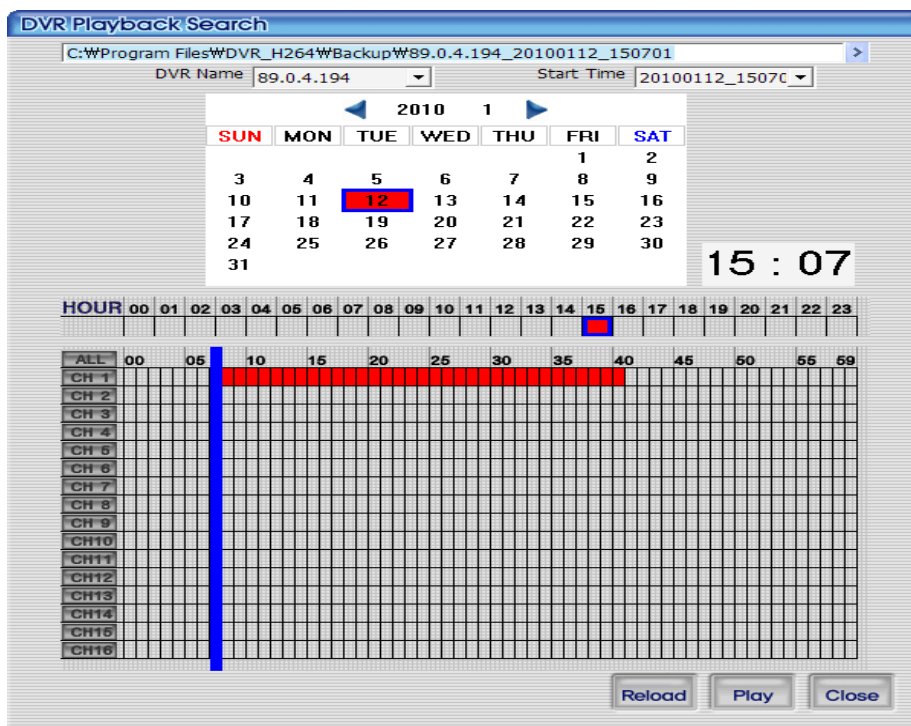 DVR Playback Search
C:₩Program Files₩DVR_H264₩Backup₩89.0.4.194_20100112_150701 >
DVR Name 89.0.4.194 Start Time 20100112_1507
2010 1
SUN MON TUE WED THU FRI SAT
1 2
3 4 5 6 7 8 9
10 11 12 13 14 15 16
17 18 19 20 21 22 23
24 25 26 27 28 29 30
31
15 : 07
HOUR 00 01 02 03 04 05 06 07 08 09 10 11 12 13 14 15 16 17 18 19 20 21 22 23
ALL 00 05 10 15 20 25 30 35 40 45 50 55 59
CH 1
CH 2
CH 3
CH 4
CH 5
CH 6
CH 7
CH 8
CH 9
CH10
CH11
CH12
CH13
CH14
CH15
CH16
Reload Play Close